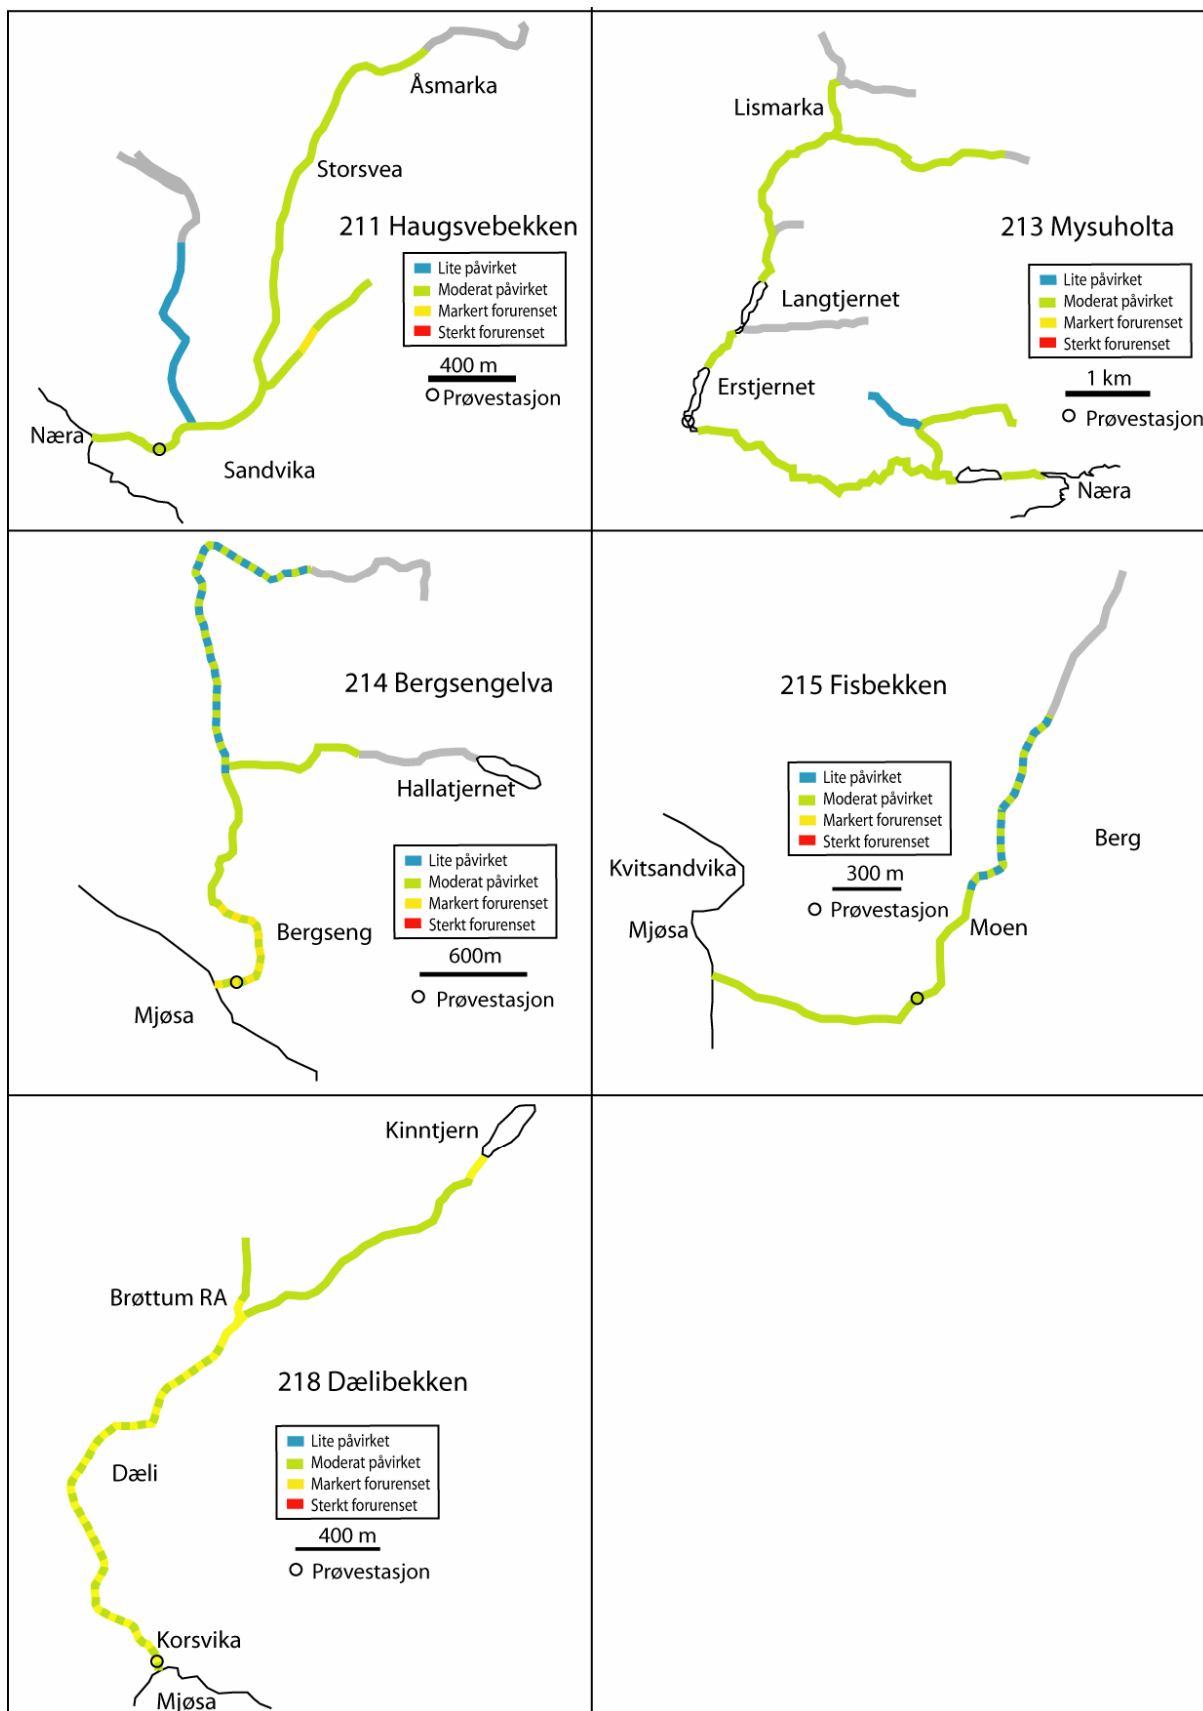 Åsmarka
Storsvea
211 Haugsvebekken
Lite påvirket
Moderat påvirket
Markert forurenset
Sterkt forurenset
400 m
Prøvestasjon
Næra
Sandvika
Lismarka
213 Mysuholta
Lite påvirket
Moderat påvirket
Markert forurenset
Sterkt forurenset
Langtjernet
1 km
Erstjernet
Prøvestasjon
Næra
214 Bergsengelva
Hallatjernet
Lite påvirket
Moderat påvirket
Markert forurenset
Sterkt forurenset
Bergseng
600m
Prøvestasjon
Mjøsa
215 Fisbekken
Lite påvirket
Moderat påvirket
Markert forurenset
Sterkt forurenset
Berg
Kvitsandvika
300 m
Prøvestasjon
Moen
Mjøsa
Kinntjern
Brøttum RA
218 Dælibekken
Lite påvirket
Moderat påvirket
Markert forurenset
Sterkt forurenset
Dæli
400 m
Prøvestasjon
Korsvika
Mjøsa